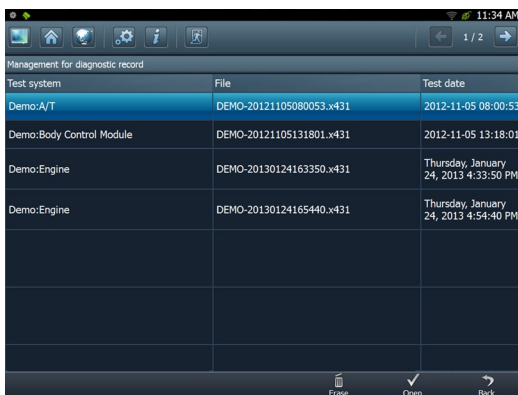 11:34 AM
1 / 2
Management for diagnostic record
Test system File Test date
Demo:A/T DEMO-20121105080053.x431 2012-11-05 08:00:53
Demo:Body Control Module DEMO-20121105131801.x431 2012-11-05 13:18:01
Demo:Engine DEMO-20130124163350.x431 Thursday, January
24, 2013 4:33:50 PM
Demo:Engine DEMO-20130124165440.x431 Thursday, January
24, 2013 4:54:40 PM
Erase Open Back